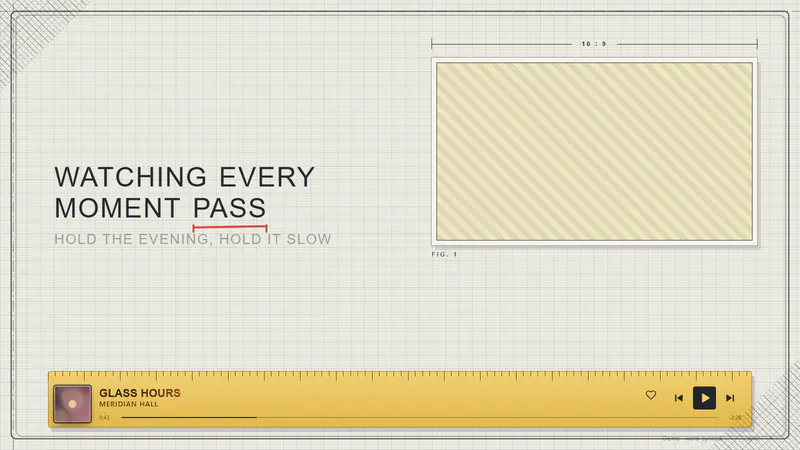 16 : 9
WATCHING EVERY
MOMENT PASS
HOLD THE EVENING, HOLD IT SLOW
FIG. 1
GLASS HOURS
MERIDIAN HALL
0:43
-2:28